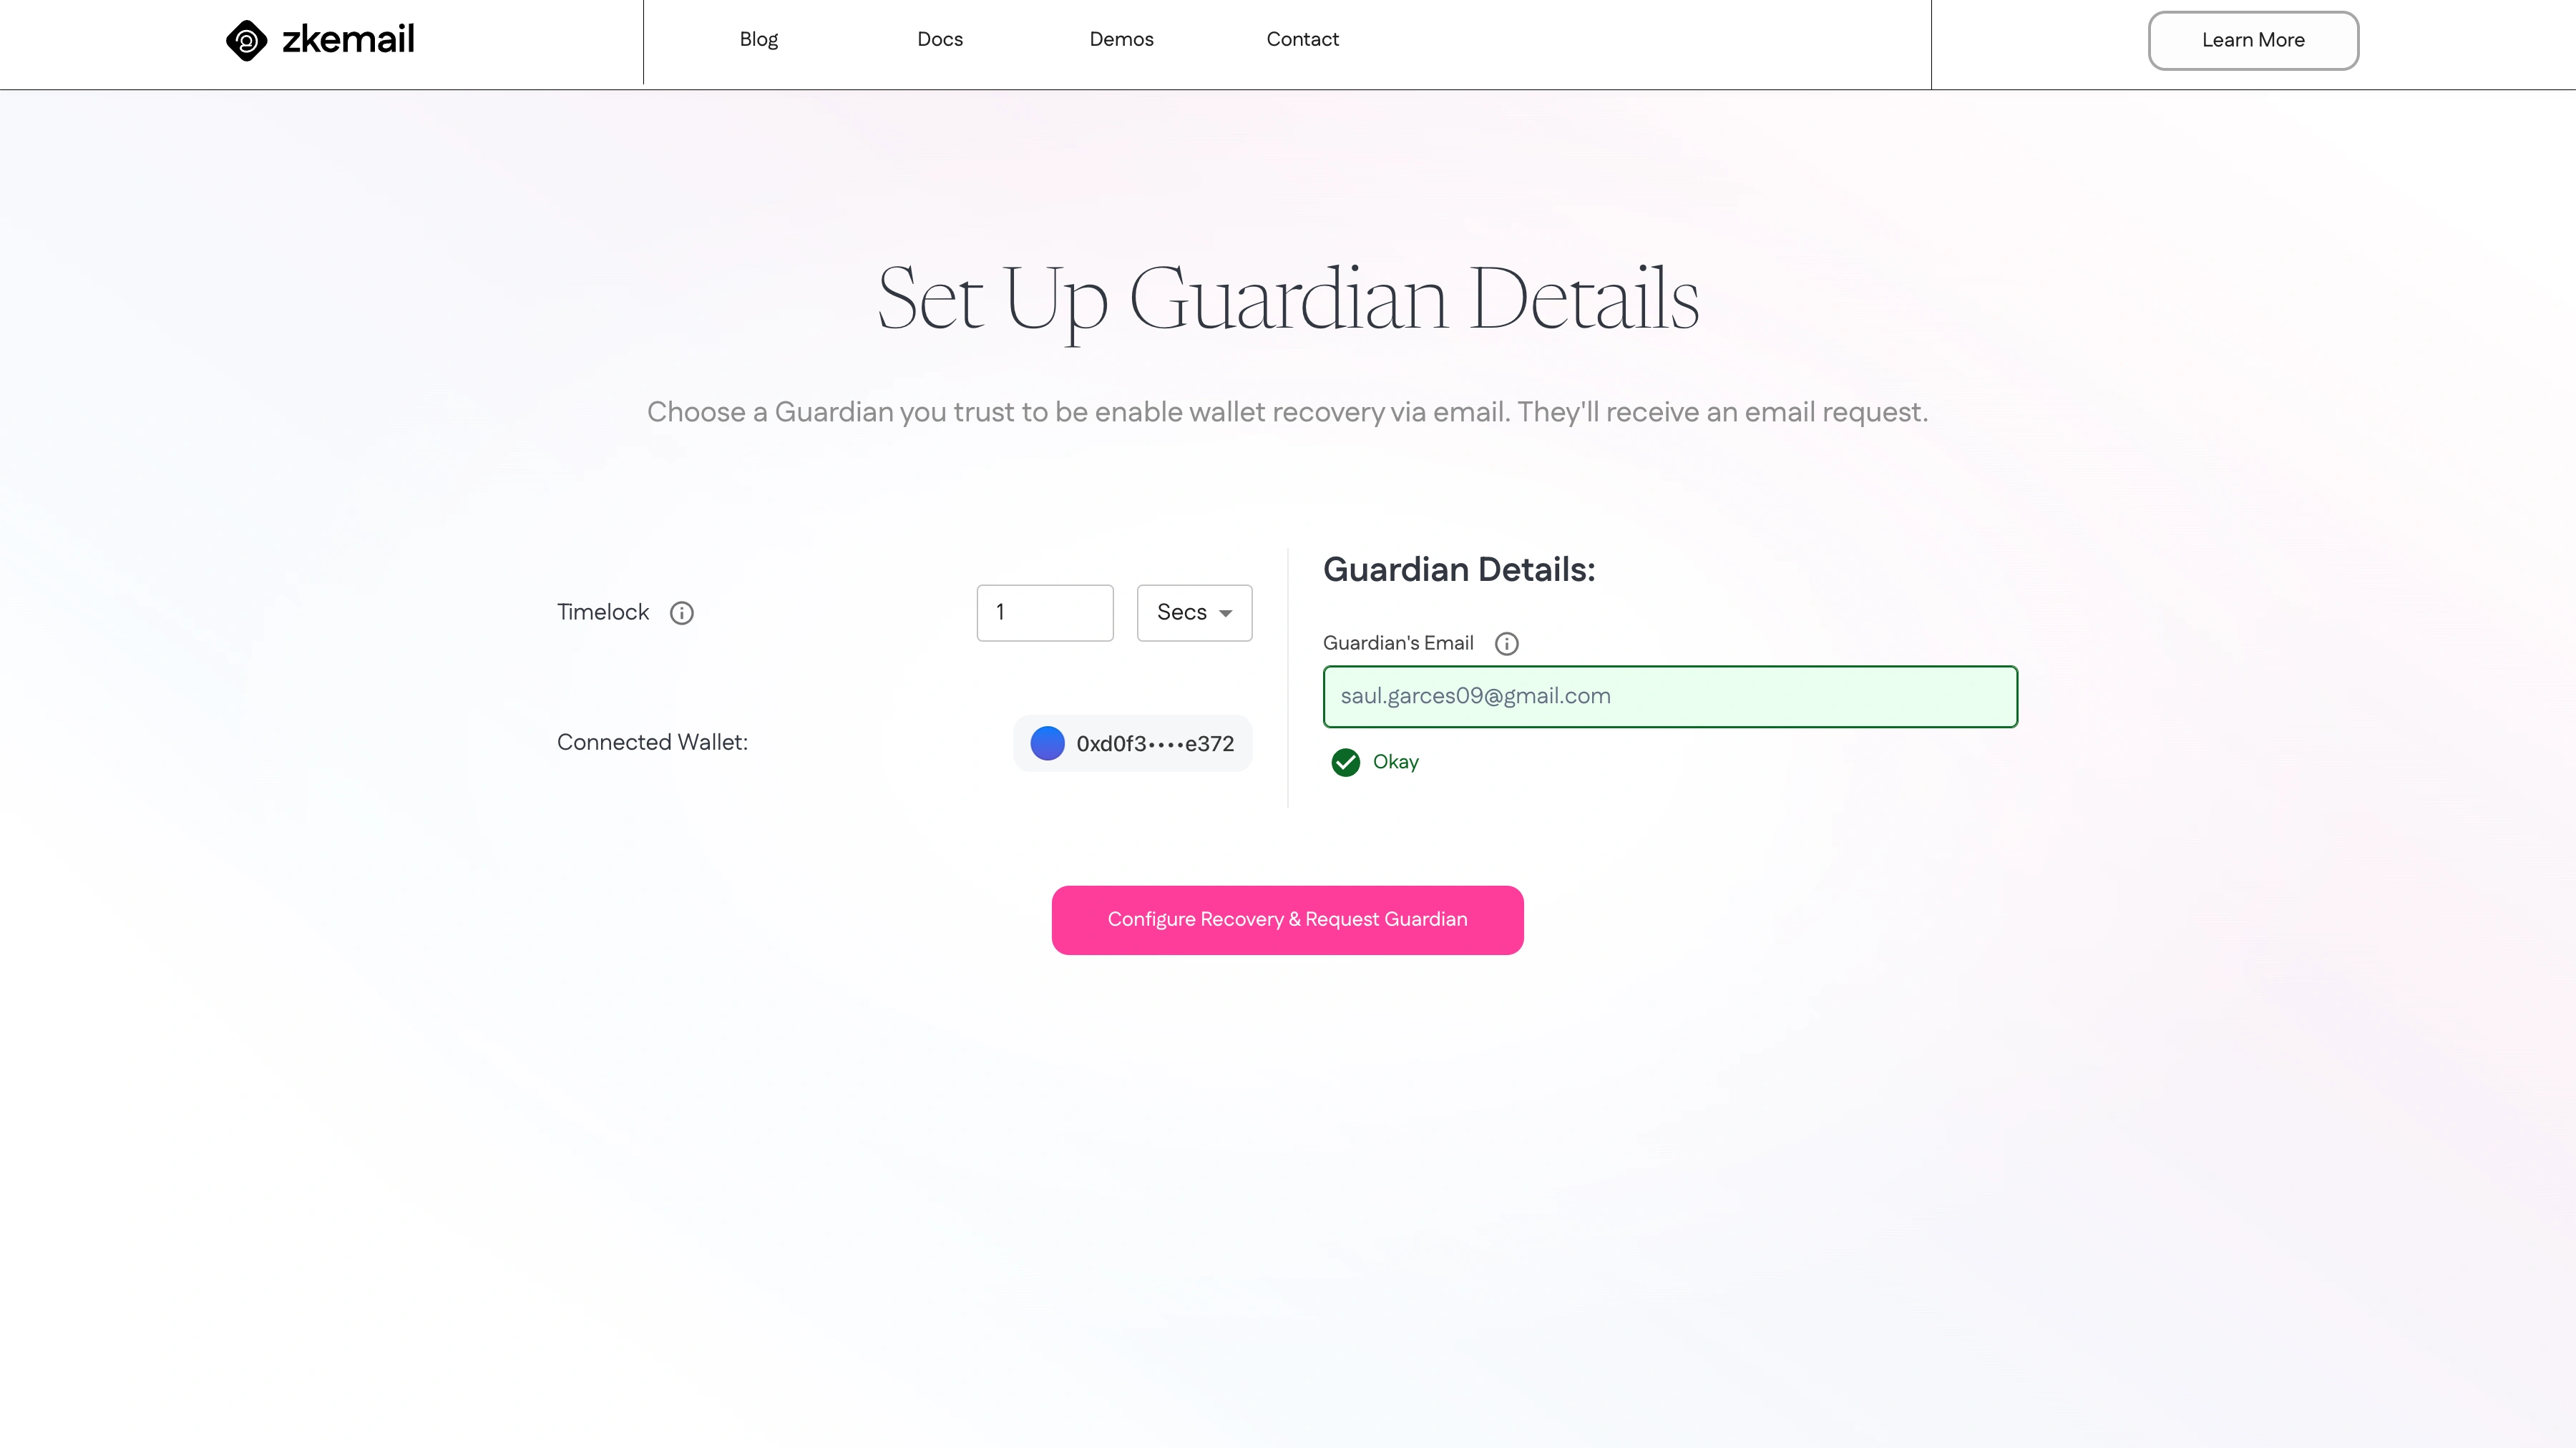 zkemail
Blog
Docs
Demos
Contact
Learn More
Set Up Guardian Details
Choose a Guardian you trust to be enable wallet recovery via email. They'll receive an email request.
Timelock
1
Secs
Connected Wallet:
0xd0f3••••e372
Guardian Details:
Guardian's Email
saul.garces09@gmail.com
Okay
Configure Recovery & Request Guardian